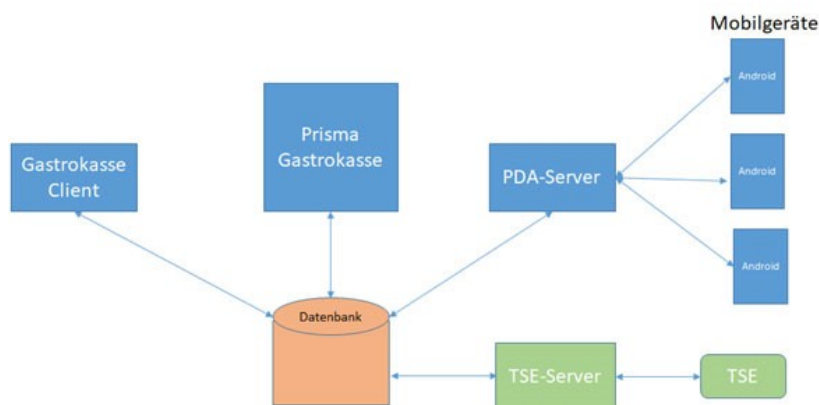 Mobilgeräte
Android
Prisma
Gastrokasse
Gastrokasse
Client
PDA-Server
Android
Android
Datenbank
TSE-Server
TSE